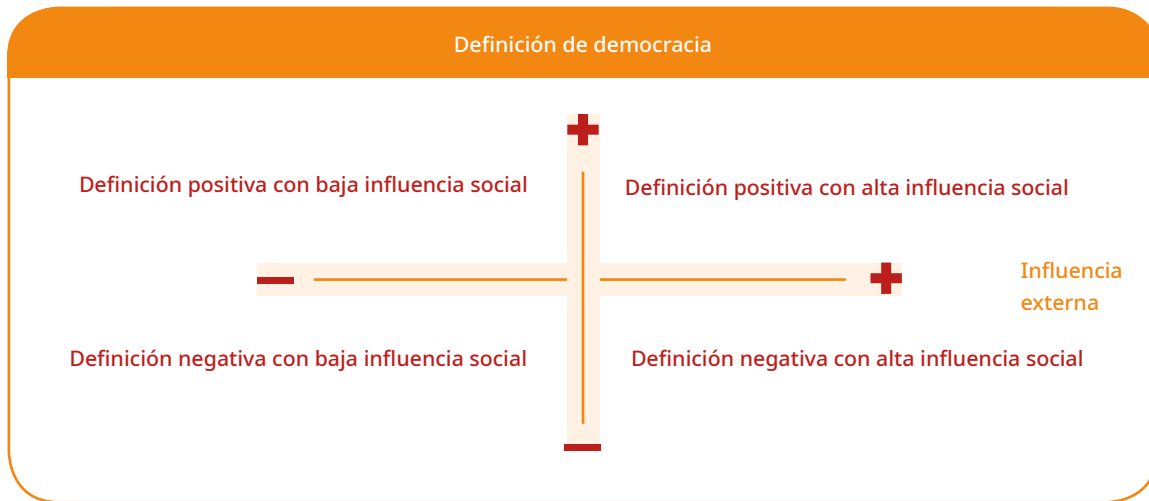 Definición de democracia
Definición positiva con baja influencia social
Definición positiva con alta influencia social
Influencia
externa
Definición negativa con baja influencia social
Definición negativa con alta influencia social